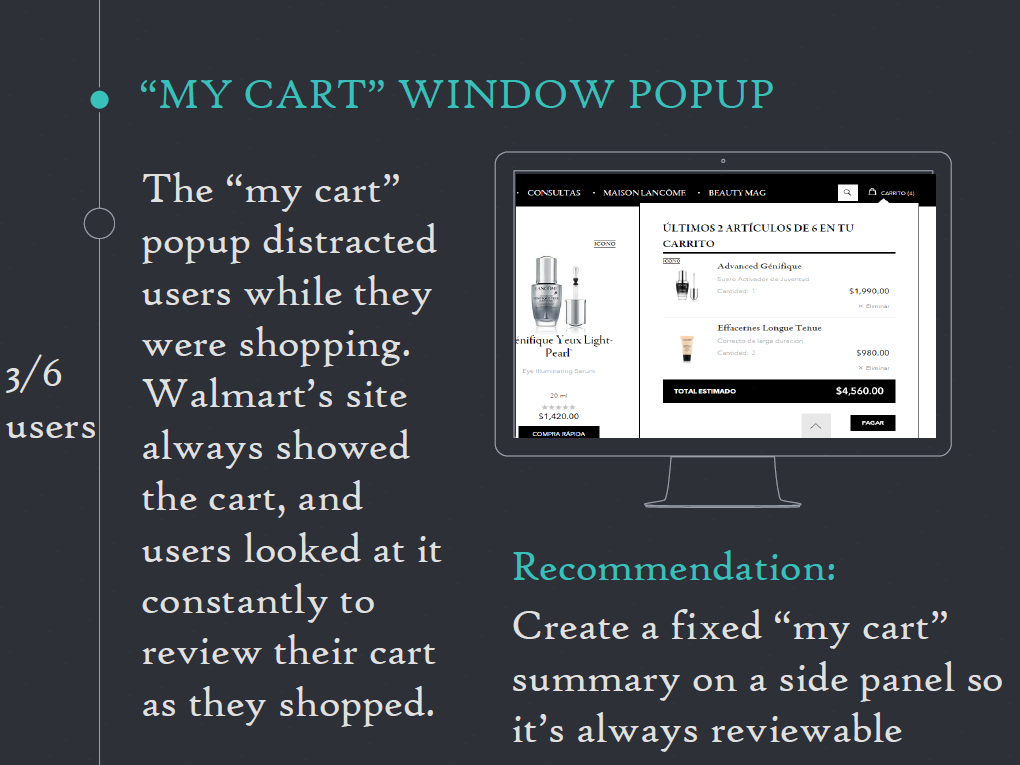 “MY CART” WINDOW POPUP
The “my cart”
popup distracted
users while they
were shopping.
Walmart’s site
always showed
the cart, and
users looked at it
constantly to
review their cart
as they shopped.
3/6
users
· CONSULTAS · MAISON LANCÔME · BEAUTY MAG
CARRITO (4)
ICONO
énifique Yeux Light-
Pearl
Eye Illuminating Serum
20 ml
$1,420.00
COMPRA RÁPIDA
ÚLTIMOS 2 ARTÍCULOS DE 6 EN TU
CARRITO
ICONO
Advanced Génifique
Suero Activador de Juventud
Cantidad: 1
$1,990.00
× Eliminar
Effacernes Longue Tenue
Corrector de larga duración
Cantidad: 2
$980.00
× Eliminar
TOTAL ESTIMADO $4,560.00
PAGAR
Recommendation:
Create a fixed “my cart”
summary on a side panel so
it’s always reviewable